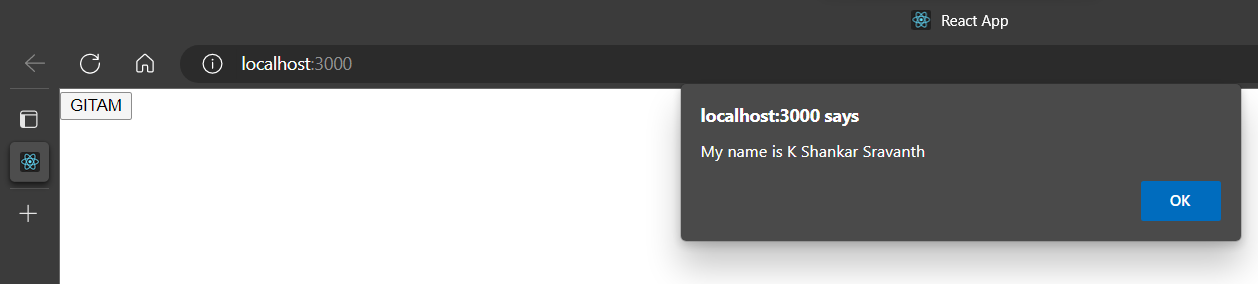 React App
localhost:3000
GITAM
localhost:3000 says
My name is K Shankar Sravanth
OK